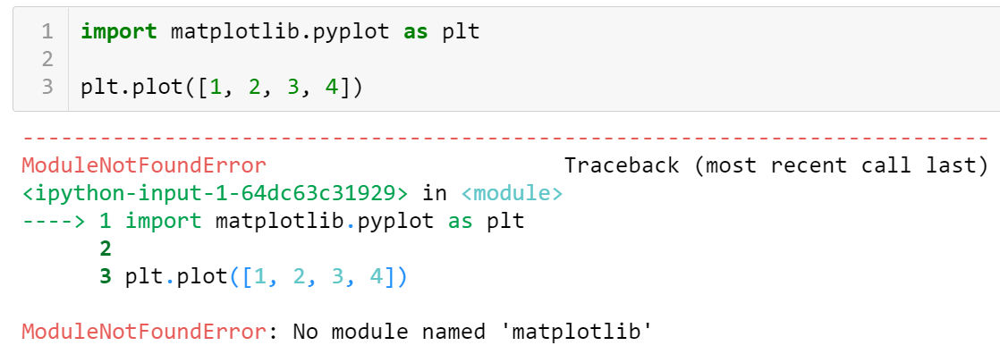 1 import matplotlib.pyplot as plt
2
3 plt.plot([1, 2, 3, 4])
---------------------------------------------------------------------------
ModuleNotFoundError                       Traceback (most recent call last)
<ipython-input-1-64dc63c31929> in <module>
----> 1 import matplotlib.pyplot as plt
      2
      3 plt.plot([1, 2, 3, 4])
ModuleNotFoundError: No module named 'matplotlib'